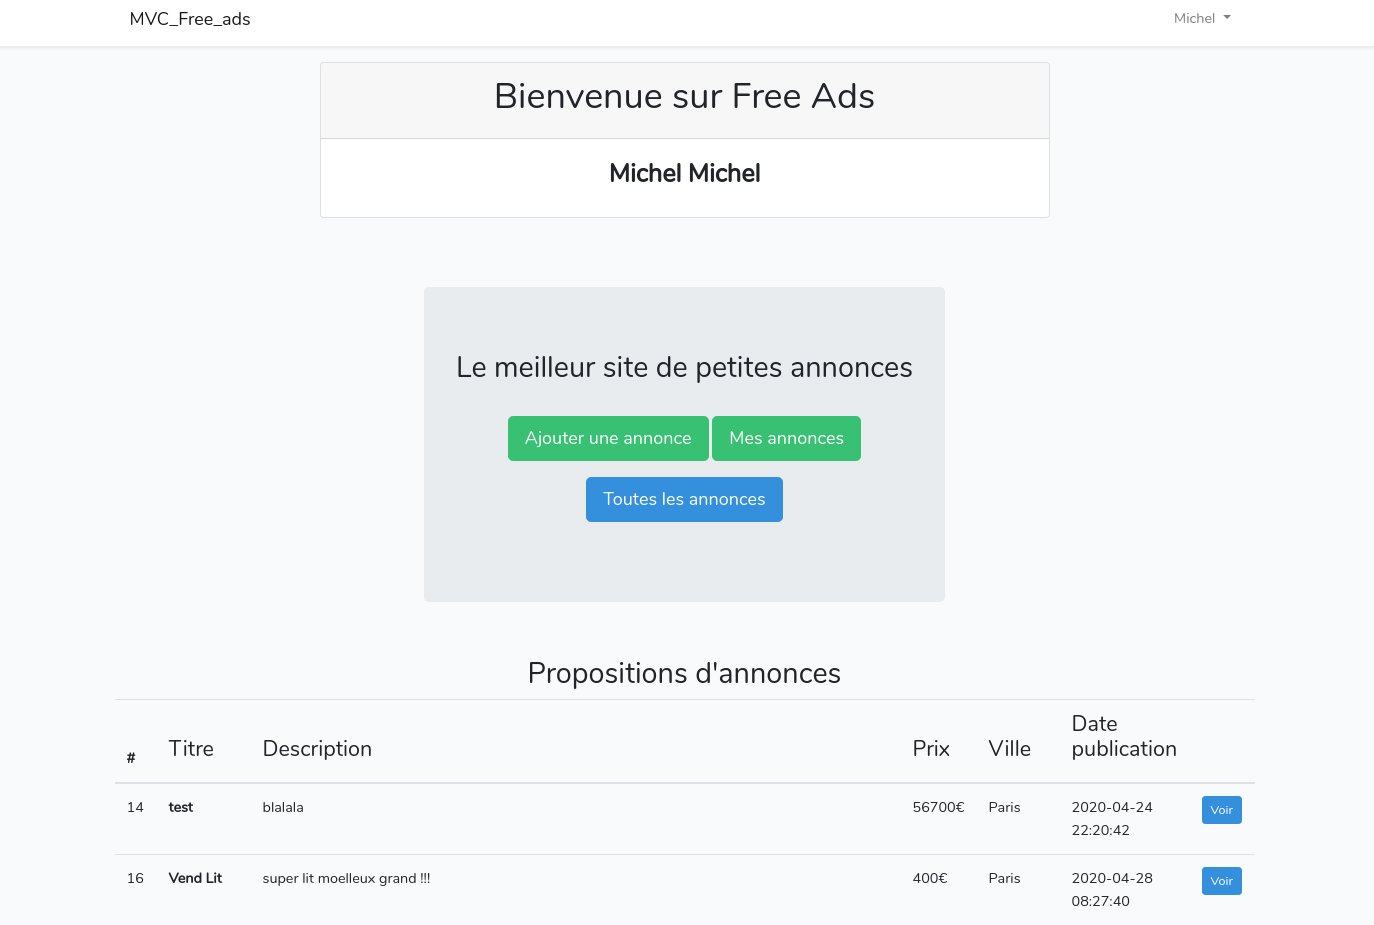 MVC_Free_ads Michel
Bienvenue sur Free Ads
Michel Michel
Le meilleur site de petites annonces
Ajouter une annonce Mes annonces
Toutes les annonces
Propositions d'annonces
# Titre Description Prix Ville Date
publication
14 test blalala 56700€ Paris 2020-04-24 Voir
22:20:42
16 Vend Lit super lit moelleux grand !!! 400€ Paris 2020-04-28 Voir
08:27:40